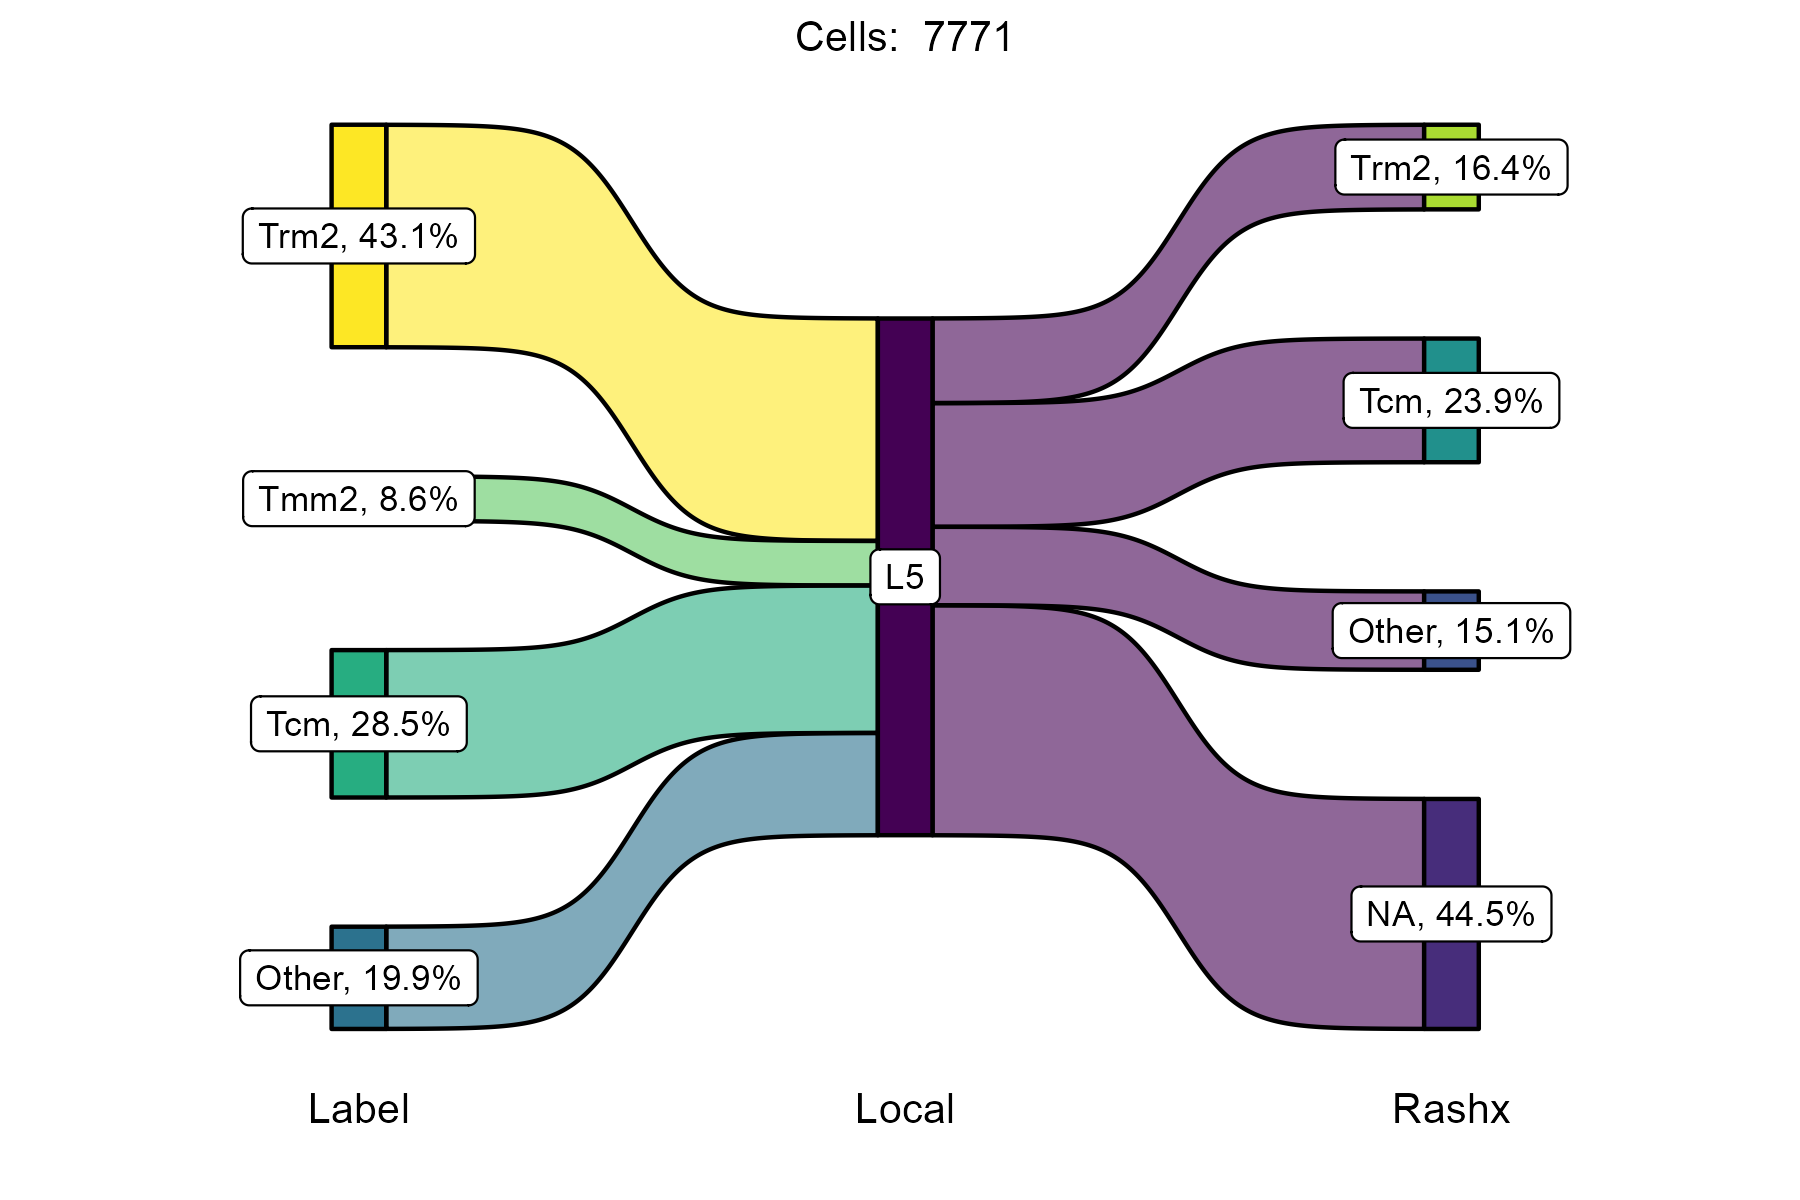 Cells:  7771
Trm2, 43.1%
Tmm2, 8.6%
Tcm, 28.5%
Other, 19.9%
L5
Trm2, 16.4%
Tcm, 23.9%
Other, 15.1%
NA, 44.5%
Label
Local
Rashx